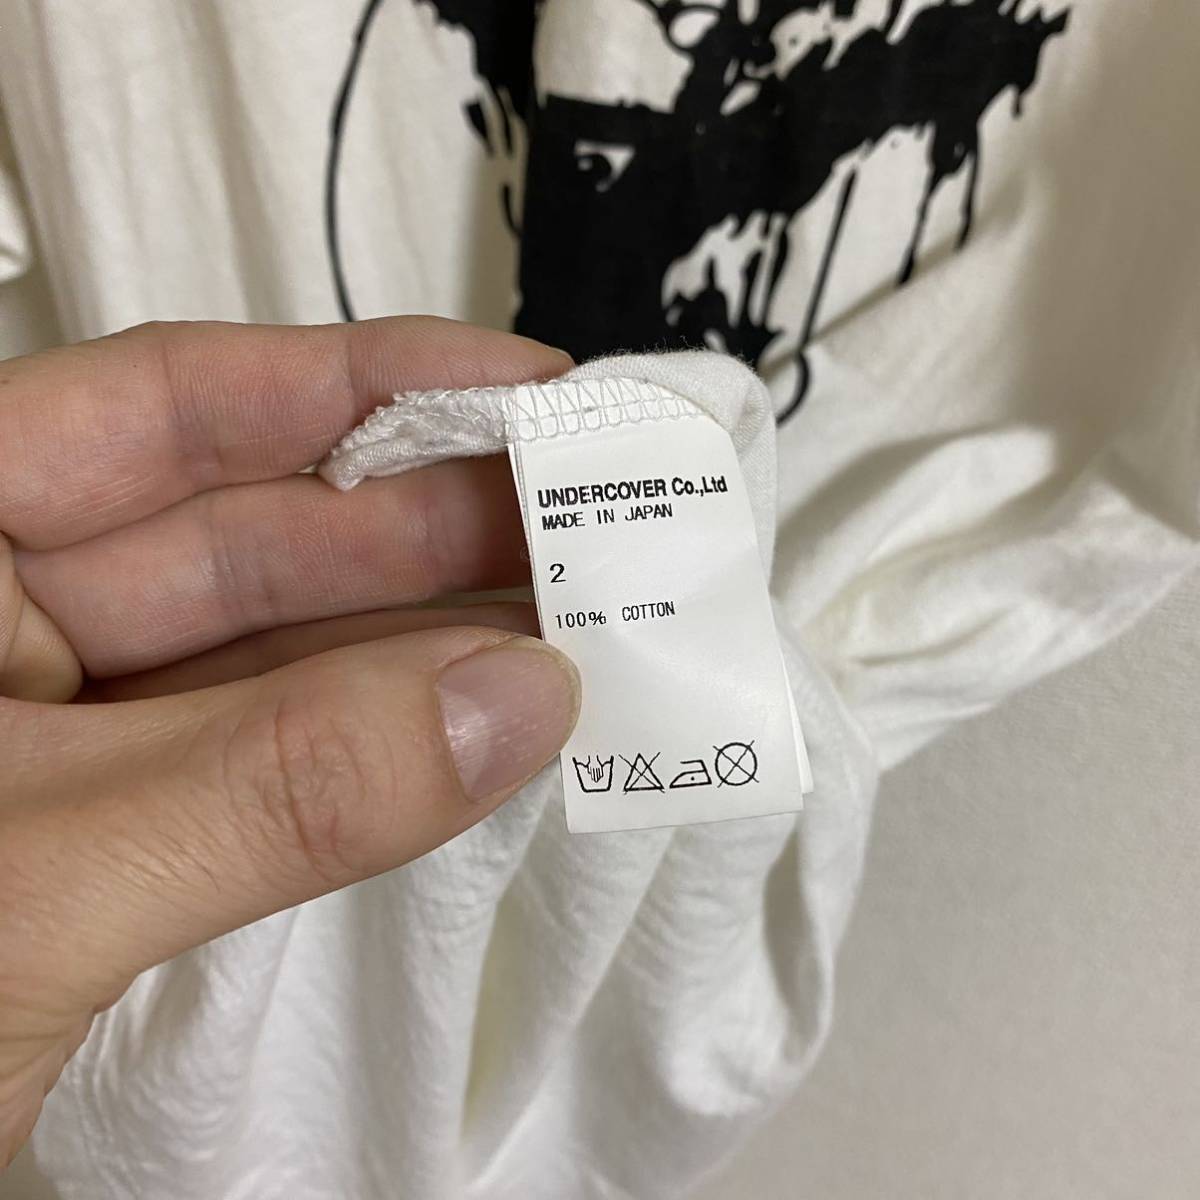 UNDERCOVER Co.,Ltd
MADE IN JAPAN
2
100% COTTON